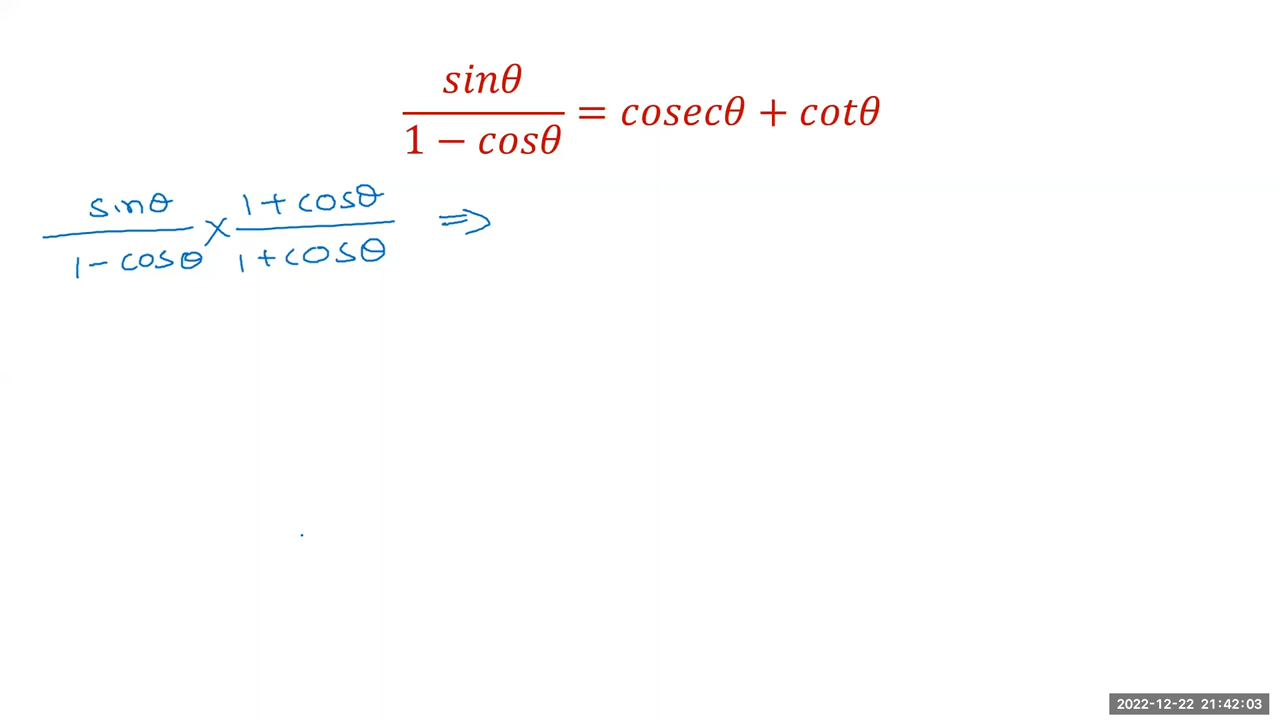 sinθ
1 − cosθ = cosecθ + cotθ
sinθ × 1 + cosθ ⇒
1 − cosθ 1 + cosθ
2022-12-22 21:42:03